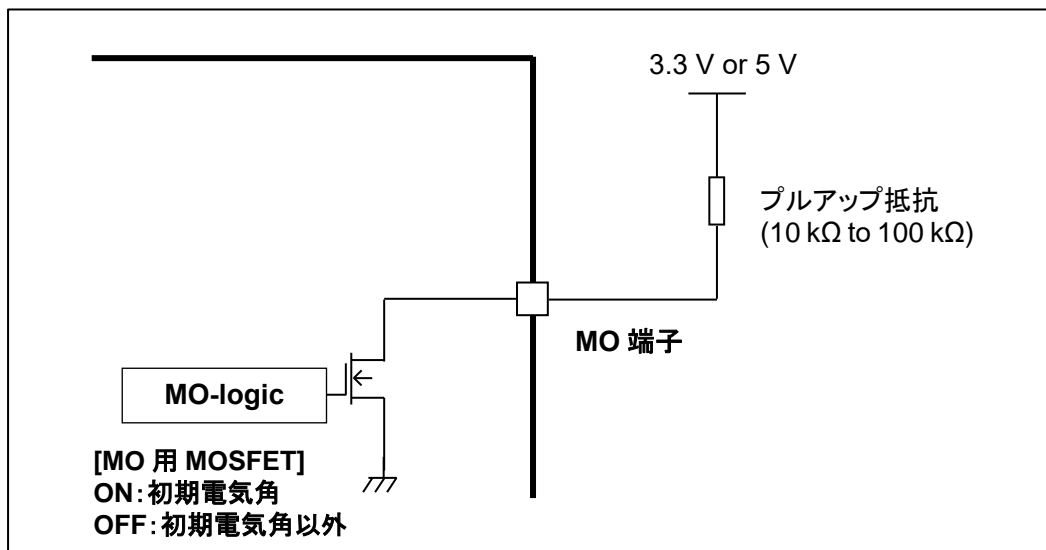 3.3 V or 5 V
プルアップ抵抗
(10 kΩ to 100 kΩ)
MO 端子
MO-logic
[MO 用 MOSFET]
ON:初期電気角
OFF:初期電気角以外